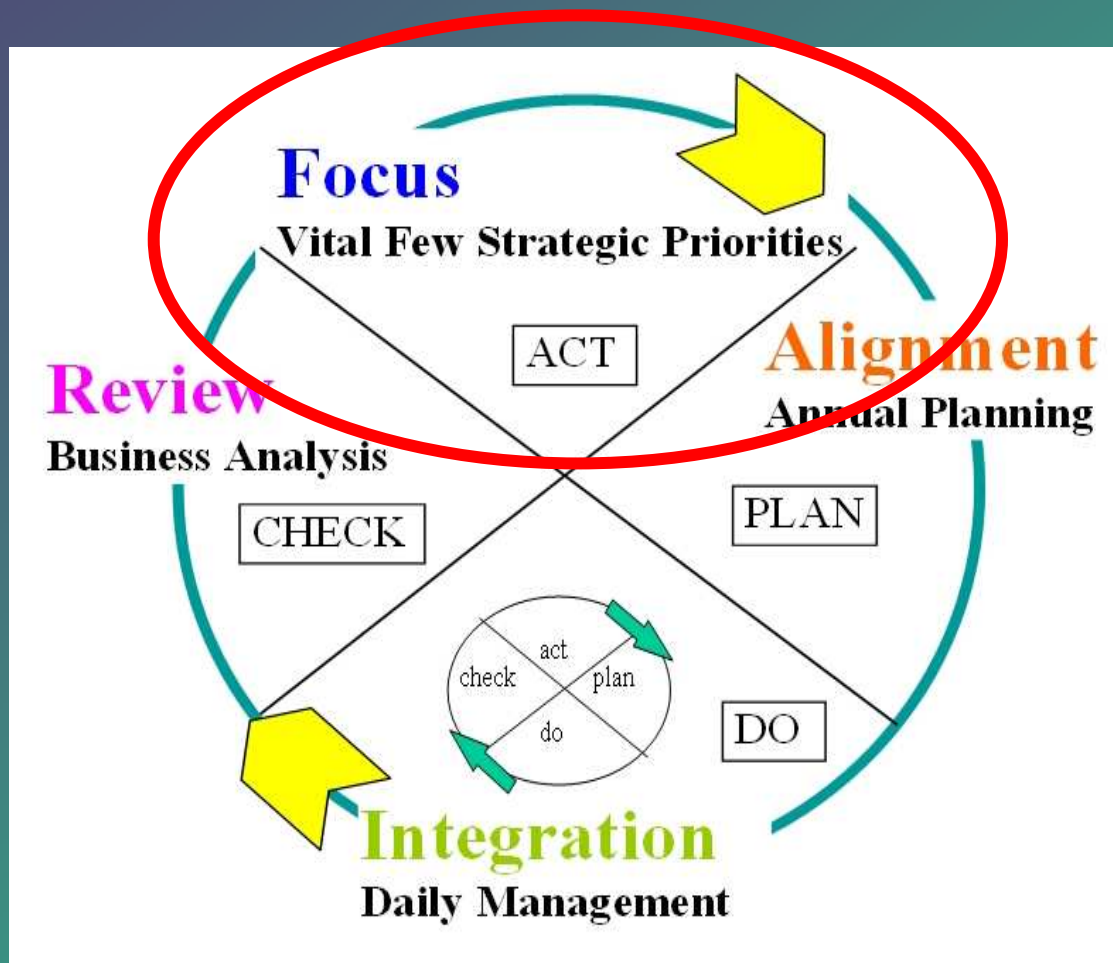 Focus
Vital Few Strategic Priorities
ACT
Alignment
Annual Planning
Review
Business Analysis
PLAN
CHECK
act
check
plan
do
DO
Integration
Daily Management